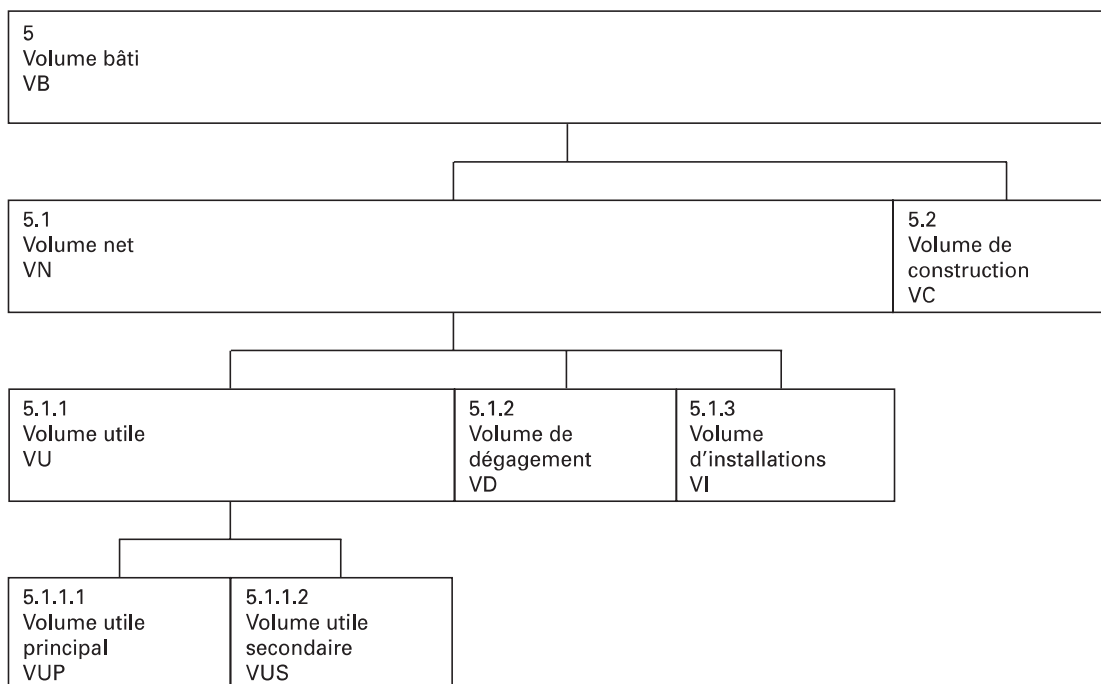 5
Volume bâti
VB
5.1
Volume net
VN
5.2
Volume de
construction
VC
5.1.1
Volume utile
VU
5.1.2
Volume de
dégagement
VD
5.1.3
Volume
d'installations
VI
5.1.1.1
Volume utile
principal
VUP
5.1.1.2
Volume utile
secondaire
VUS